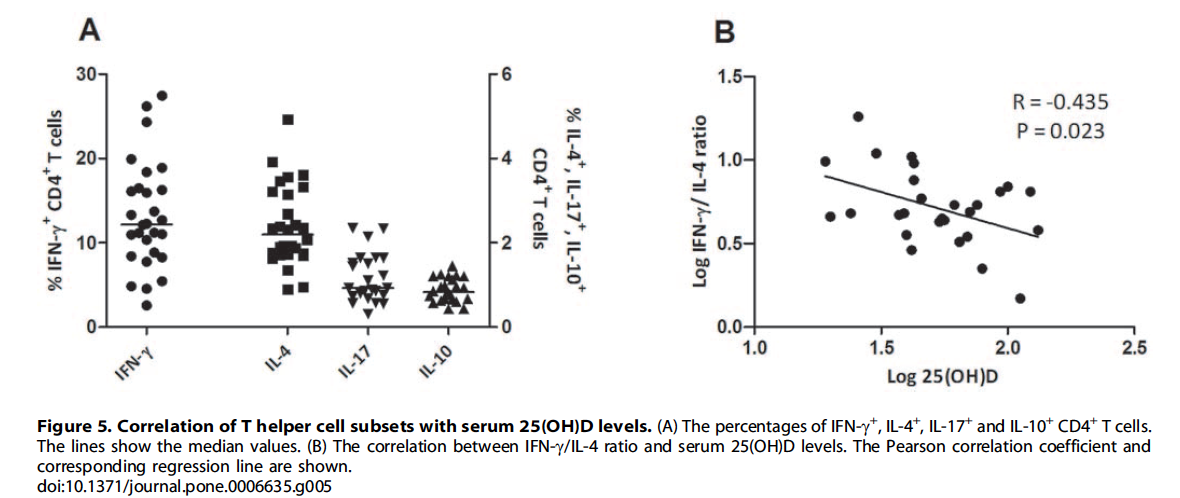 A
% IFN-γ⁺ CD4⁺ T cells
30
20
10
0
6
4
2
0
% IL-4⁺, IL-17⁺, IL-10⁺
CD4⁺ T cells
IFN-γ
IL-4
IL-17
IL-10
B
Log IFN-γ/ IL-4 ratio
1.5
1.0
0.5
0.0
R = -0.435
P = 0.023
1.0
1.5
2.0
2.5
Log 25(OH)D
Figure 5. Correlation of T helper cell subsets with serum 25(OH)D levels. (A) The percentages of IFN-γ⁺, IL-4⁺, IL-17⁺ and IL-10⁺ CD4⁺ T cells.
The lines show the median values. (B) The correlation between IFN-γ/IL-4 ratio and serum 25(OH)D levels. The Pearson correlation coefficient and
corresponding regression line are shown.
doi:10.1371/journal.pone.0006635.g005